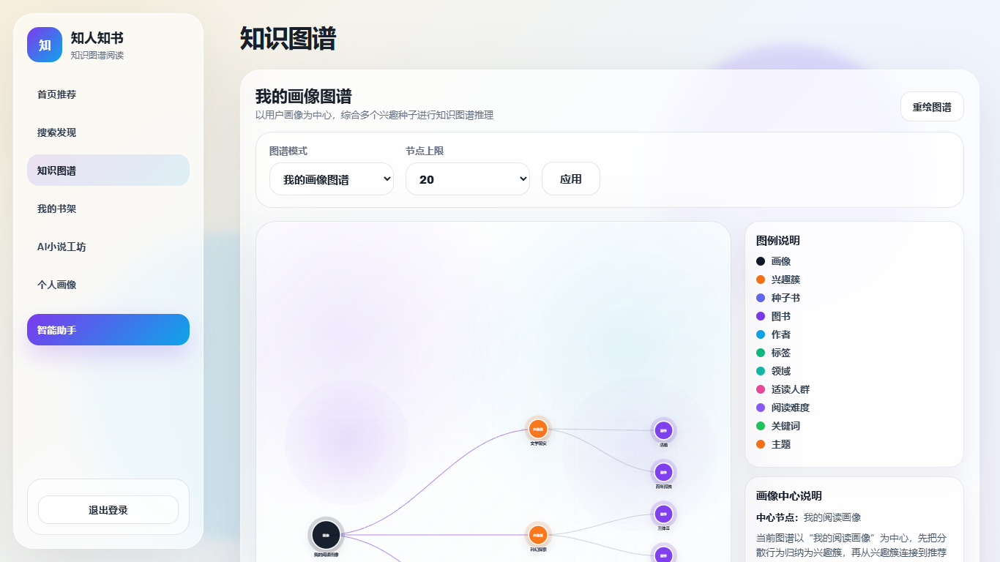 知
知人知书
知识图谱阅读
首页推荐
搜索发现
知识图谱
我的书架
AI小说工坊
个人画像
智能助手
退出登录
知识图谱
我的画像图谱
以用户画像为中心，综合多个兴趣种子进行知识图谱推理
重绘图谱
图谱模式
节点上限
我的画像图谱
20
应用
画像
我的阅读画像
兴趣簇
文学现实
兴趣簇
科幻探索
图书
活着
图书
百年孤独
图书
三体II
图书
图例说明
画像
兴趣簇
种子书
图书
作者
标签
领域
适读人群
阅读难度
关键词
主题
画像中心说明
中心节点：我的阅读画像
当前图谱以“我的阅读画像”为中心，先把分
散行为归纳为兴趣簇，再从兴趣簇连接到推荐